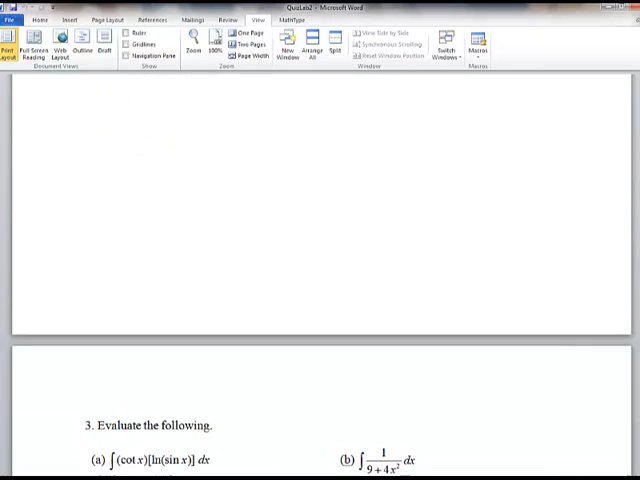 QuizLab2 - Microsoft Word
File Home Insert Page Layout References Mailings Review View MathType
Print Layout Full Screen Reading Web Layout Outline Draft
Ruler
Gridlines
Navigation Pane
Zoom 100%
One Page
Two Pages
Page Width
New Window Arrange All Split
View Side by Side
Synchronous Scrolling
Reset Window Position
Switch Windows Macros
Document Views Show Zoom Window Macros
3. Evaluate the following.
(a) ∫(cot x)[ln(sin x)] dx (b) ∫ 1/(9+4x²) dx